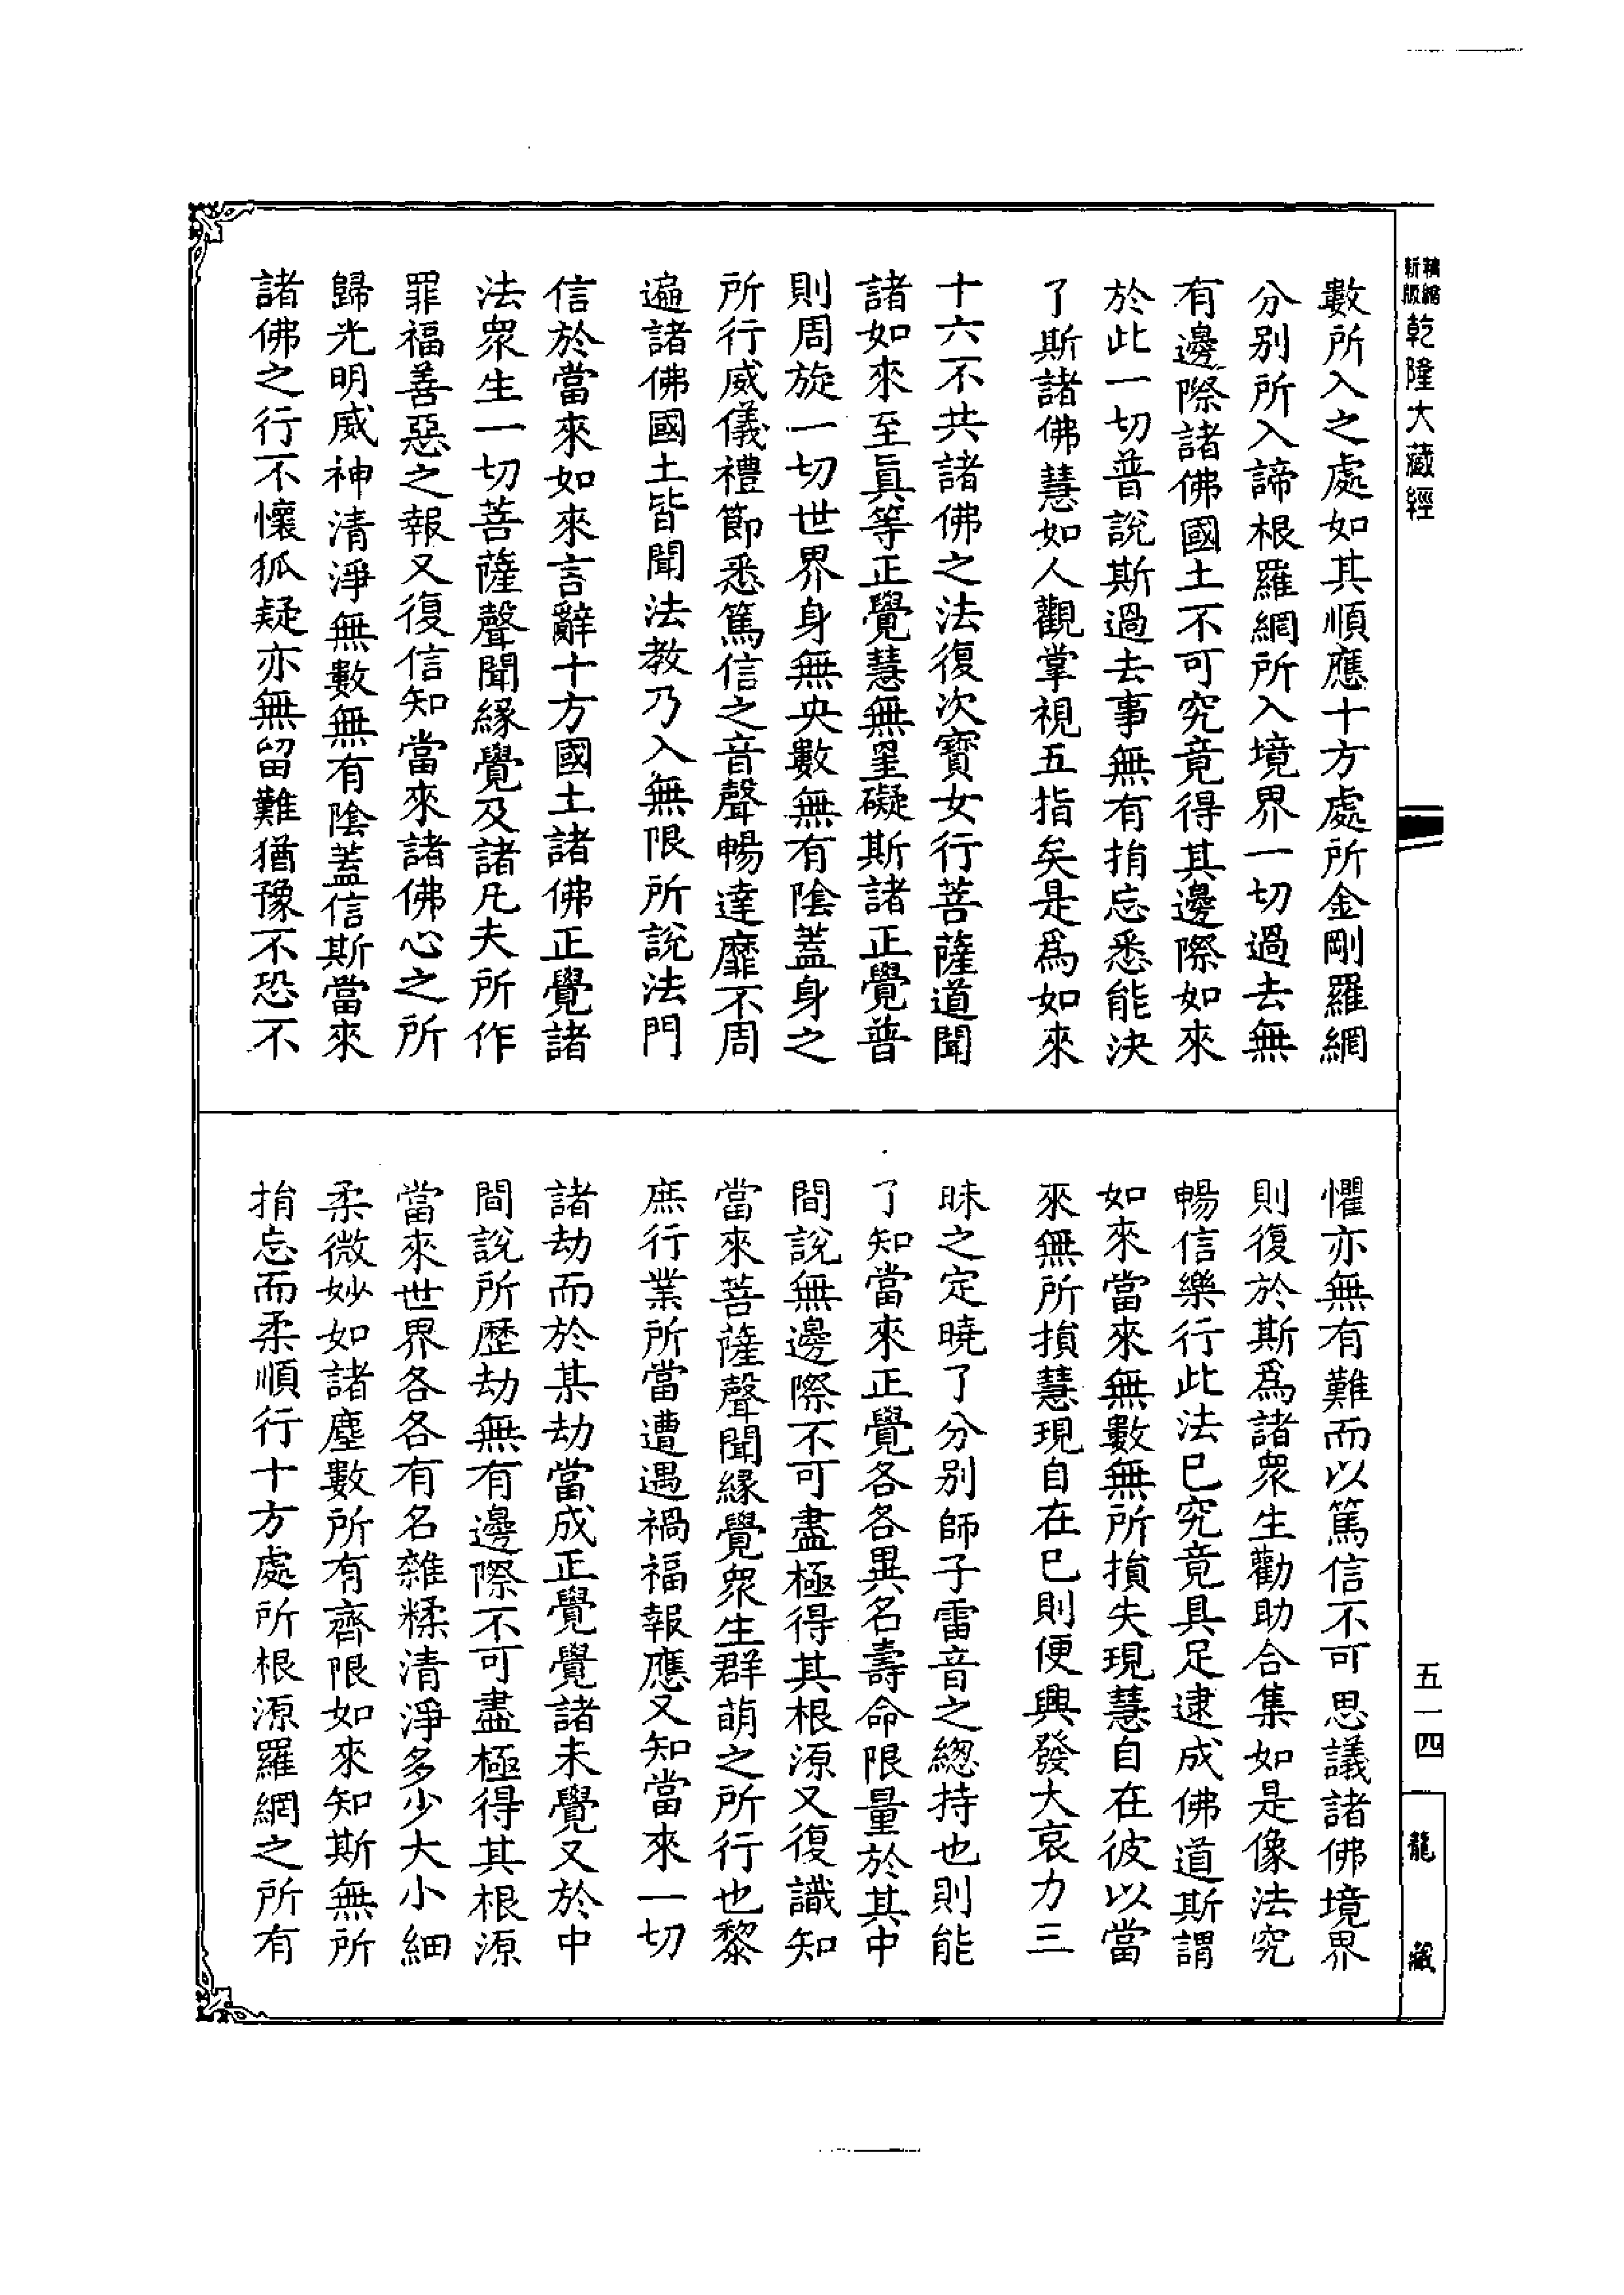 精縮
新版
乾隆大藏經
數所入之處如其順應十方處所金剛羅網
分別所入諦根羅網所入境界一切過去無
有邊際諸佛國土不可究竟得其邊際如來
於此一切普說斯過去事無有捐忘悉能決
了斯諸佛慧如人觀掌視五指矣是爲如來
十六不共諸佛之法復次寶女行菩薩道聞
諸如來至眞等正覺慧無罣礙斯諸正覺普
則周旋一切世界身無央數無有陰蓋身之
所行威儀禮節悉篤信之音聲暢達靡不周
遍諸佛國土皆聞法教乃入無限所說法門
信於當來如來言辭十方國土諸佛正覺諸
法衆生一切菩薩聲聞緣覺及諸凡夫所作
罪福善惡之報又復信知當來諸佛心之所
歸光明威神清淨無數無有陰蓋信斯當來
諸佛之行不懷狐疑亦無留難猶豫不恐不
懼亦無有難而以篤信不可思議諸佛境界
則復於斯爲諸衆生勸助合集如是像法究
暢信樂行此法已究竟具足逮成佛道斯謂
如來當來無數無所損失現慧自在彼以當
來無所損慧現自在已則便興發大哀力三
昧之定曉了分別師子雷音之總持也則能
了知當來正覺各各異名壽命限量於其中
間說無邊際不可盡極得其根源又復識知
當來菩薩聲聞緣覺衆生群萌之所行也黎
庶行業所當遭遇禍福報應又知當來一切
諸劫而於某劫當成正覺覺諸未覺又於中
間說所歷劫無有邊際不可盡極得其根源
當來世界各各有名雜糅清淨多少大小細
柔微妙如諸塵數所有齊限如來知斯無所
捐忘而柔順行十方處所根源羅網之所有
五一四
龍藏